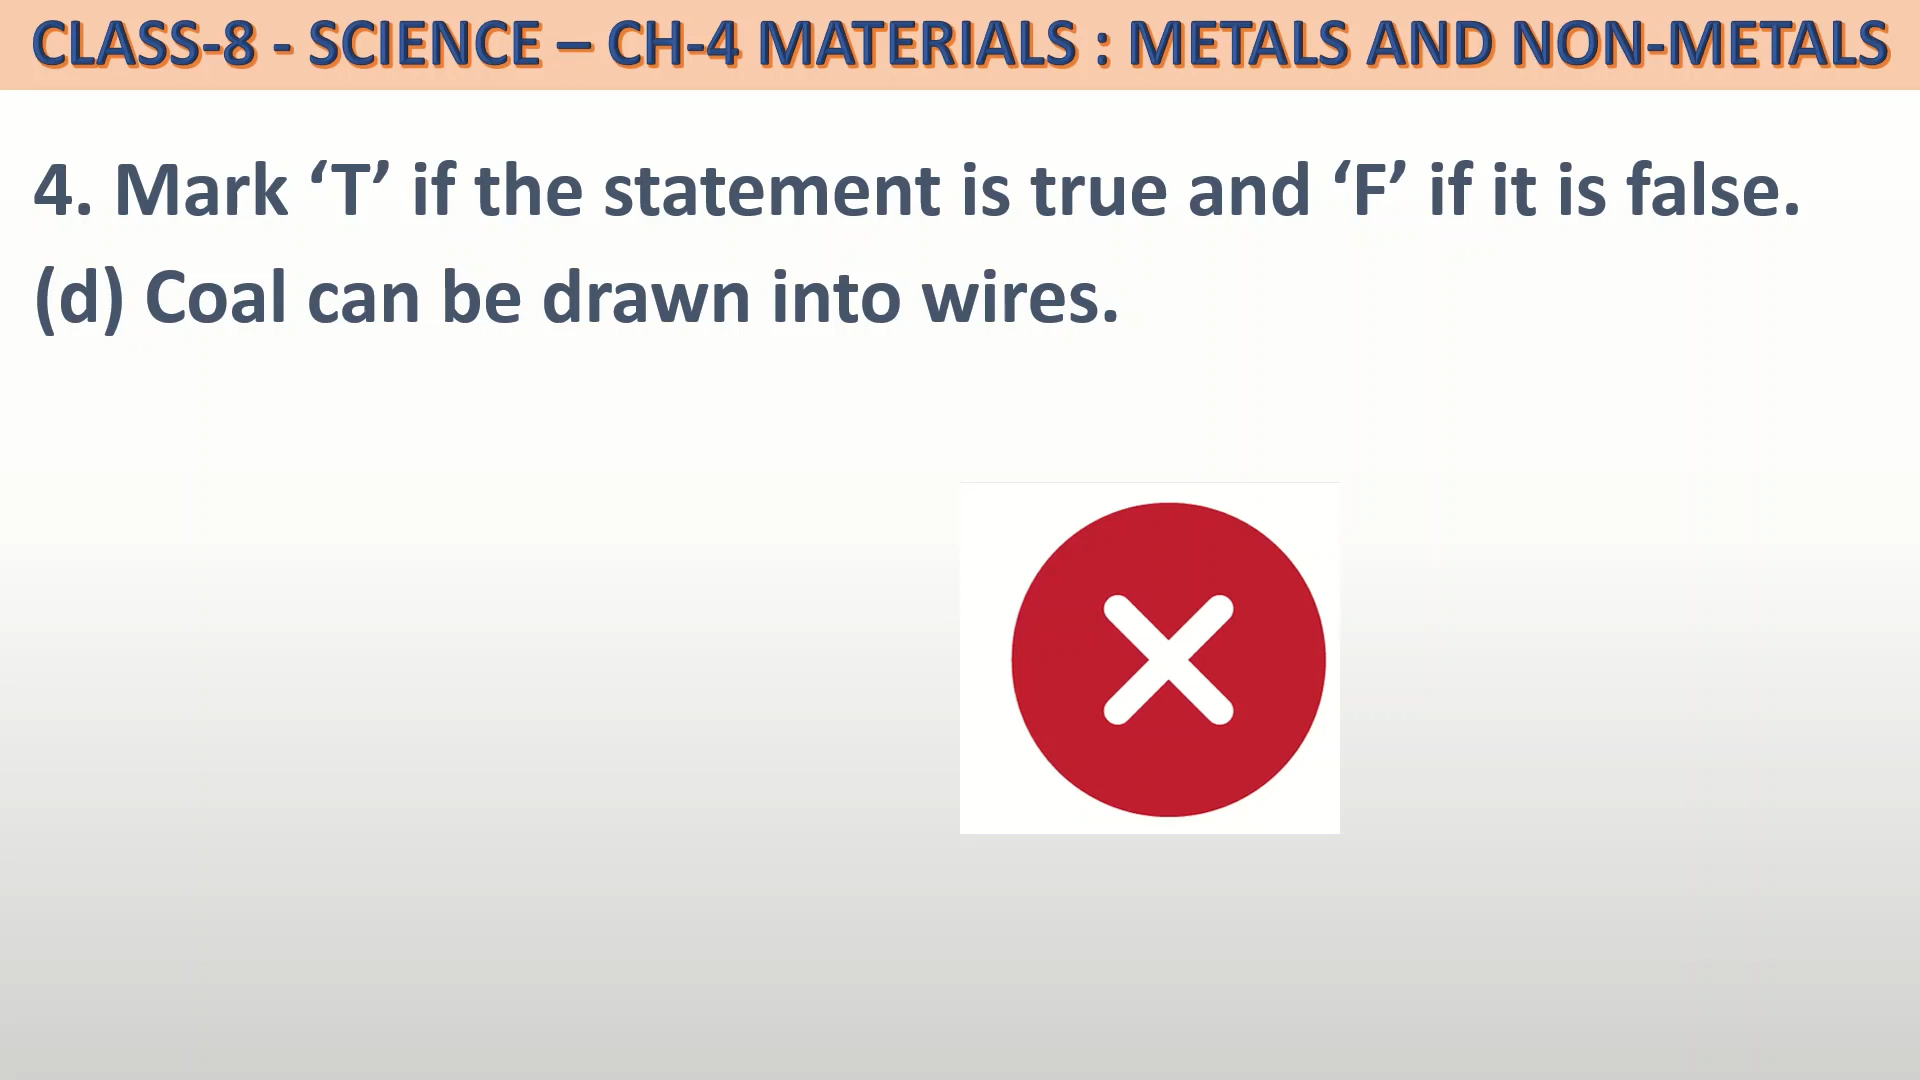 CLASS-8 - SCIENCE – CH-4 MATERIALS : METALS AND NON-METALS
4. Mark ‘T’ if the statement is true and ‘F’ if it is false.
(d) Coal can be drawn into wires.